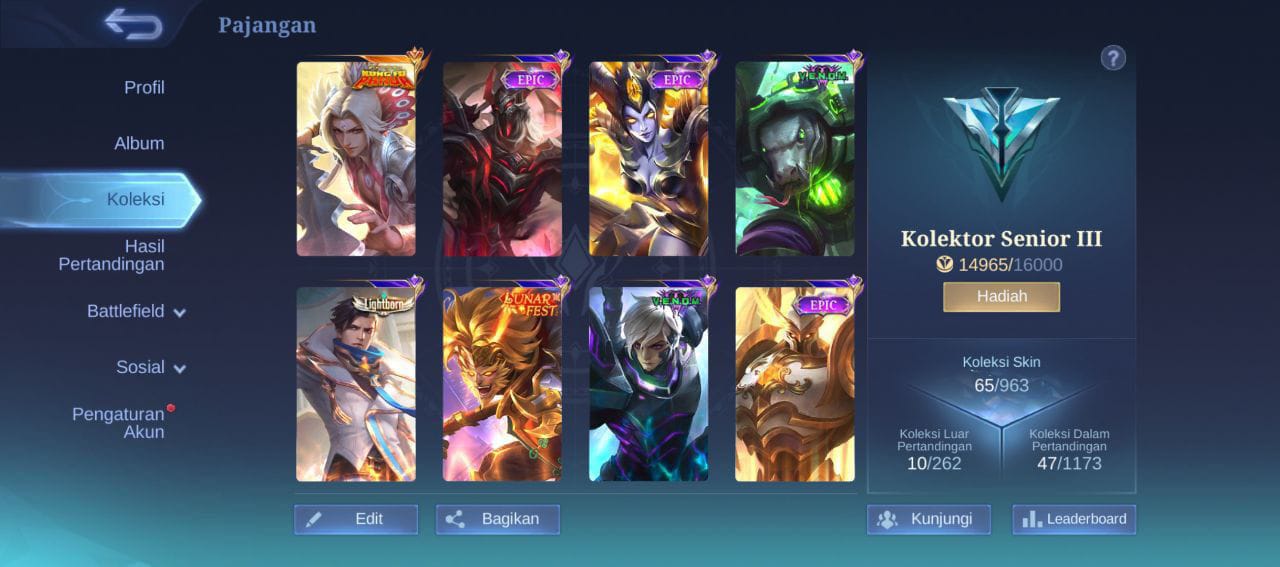 Pajangan
Profil
Album
Koleksi
Hasil
Pertandingan
Battlefield
Sosial
Pengaturan
Akun
KUNG FU
PANDA
EPIC
EPIC
V.E.N.O.M.
Lightborn
LUNAR
FEST
V.E.N.O.M.
EPIC
Edit
Bagikan
?
Kolektor Senior III
14965/16000
Hadiah
Koleksi Skin
65/963
Koleksi Luar
Pertandingan
10/262
Koleksi Dalam
Pertandingan
47/1173
Kunjungi
Leaderboard